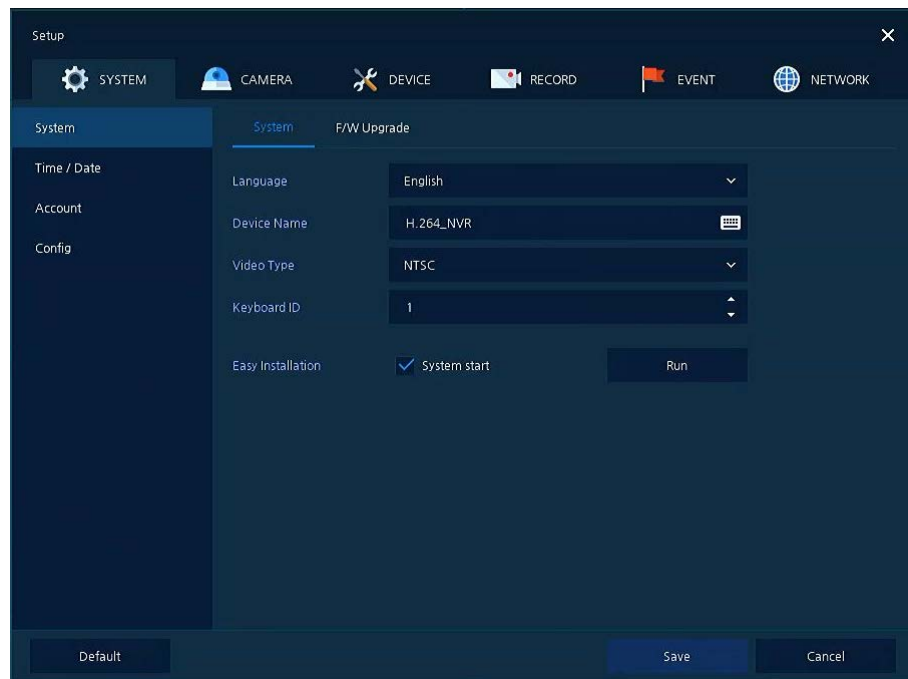 Setup
SYSTEM CAMERA DEVICE RECORD EVENT NETWORK
System
Time / Date
Account
Config
System F/W Upgrade
Language English
Device Name H.264_NVR
Video Type NTSC
Keyboard ID 1
Easy Installation System start Run
Default Save Cancel